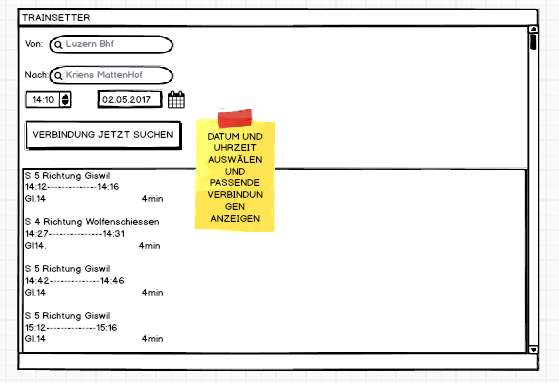 TRAINSETTER
Von: Luzern Bhf
Nach: Kriens MattenHof
14:10 02.05.2017
VERBINDUNG JETZT SUCHEN
DATUM UND
UHRZEIT
AUSWÄLEN
UND
PASSENDE
VERBINDUN
GEN
ANZEIGEN
S 5 Richtung Giswil
14:12---------------14:16
Gl.14 4min
S 4 Richtung Wolfenschiessen
14:27---------------14:31
Gl14. 4min
S 5 Richtung Giswil
14:42---------------14:46
Gl.14 4min
S 5 Richtung Giswil
15:12---------------15:16
Gl.14 4min